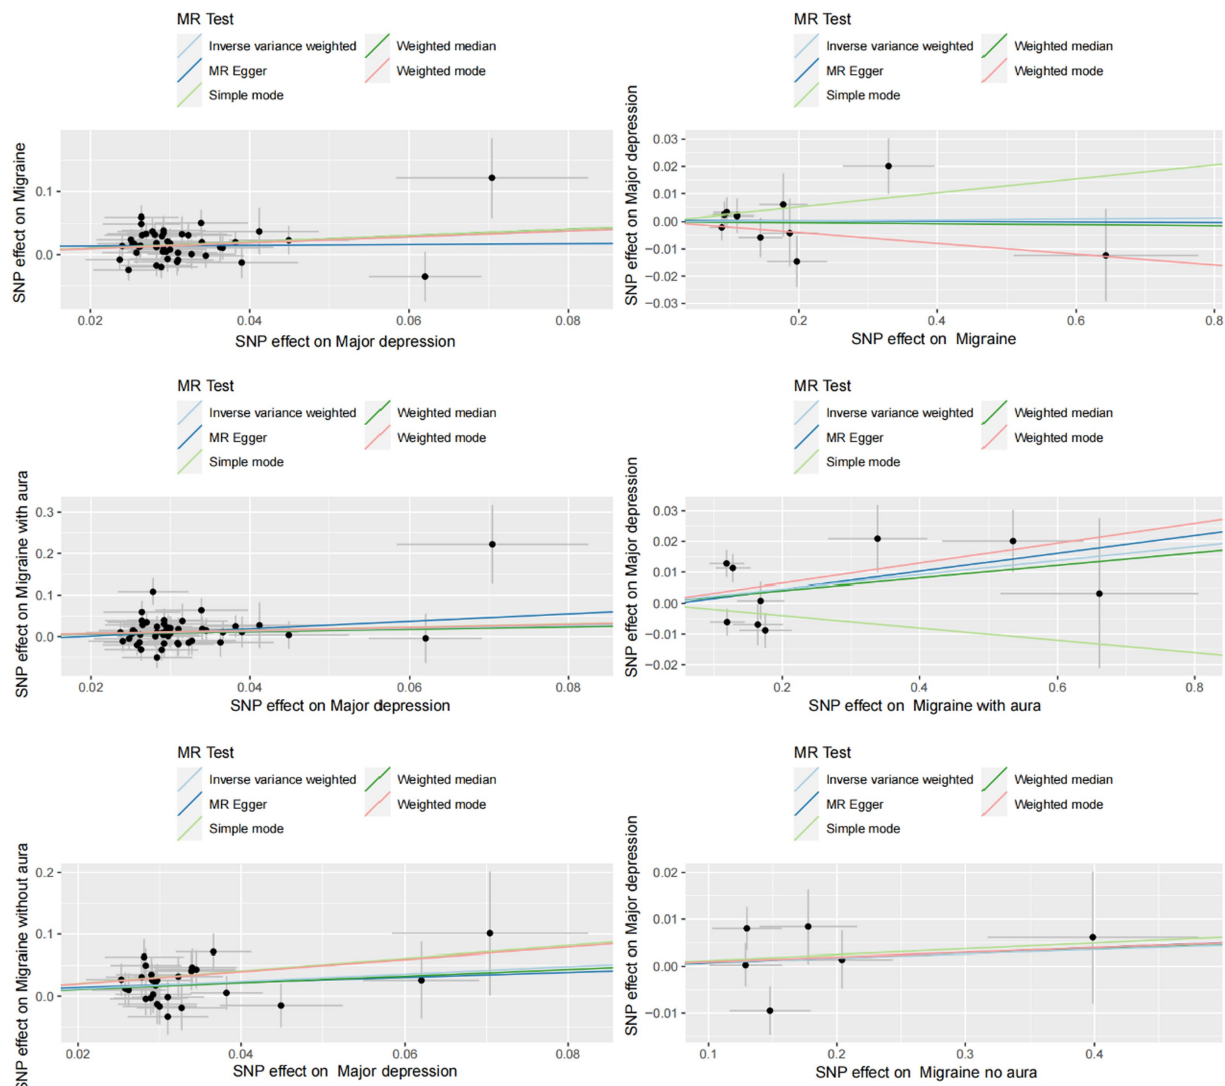 MR Test
Inverse variance weighted
Weighted median
MR Egger
Weighted mode
Simple mode
SNP effect on Migraine
0.1
0.0
0.02
0.04
0.06
0.08
SNP effect on Major depression
MR Test
Inverse variance weighted
Weighted median
MR Egger
Weighted mode
Simple mode
SNP effect on Major depression
0.03
0.02
0.01
0.00
−0.01
−0.02
−0.03
0.2
0.4
0.6
0.8
SNP effect on Migraine
MR Test
Inverse variance weighted
Weighted median
MR Egger
Weighted mode
Simple mode
SNP effect on Migraine with aura
0.3
0.2
0.1
0.0
0.02
0.04
0.06
0.08
SNP effect on Major depression
MR Test
Inverse variance weighted
Weighted median
MR Egger
Weighted mode
Simple mode
SNP effect on Major depression
0.03
0.02
0.01
0.00
−0.01
−0.02
0.2
0.4
0.6
0.8
SNP effect on Migraine with aura
MR Test
Inverse variance weighted
Weighted median
MR Egger
Weighted mode
Simple mode
SNP effect on Migraine without aura
0.2
0.1
0.0
0.02
0.04
0.06
0.08
SNP effect on Major depression
MR Test
Inverse variance weighted
Weighted median
MR Egger
Weighted mode
Simple mode
SNP effect on Major depression
0.02
0.01
0.00
−0.01
0.1
0.2
0.3
0.4
SNP effect on Migraine no aura